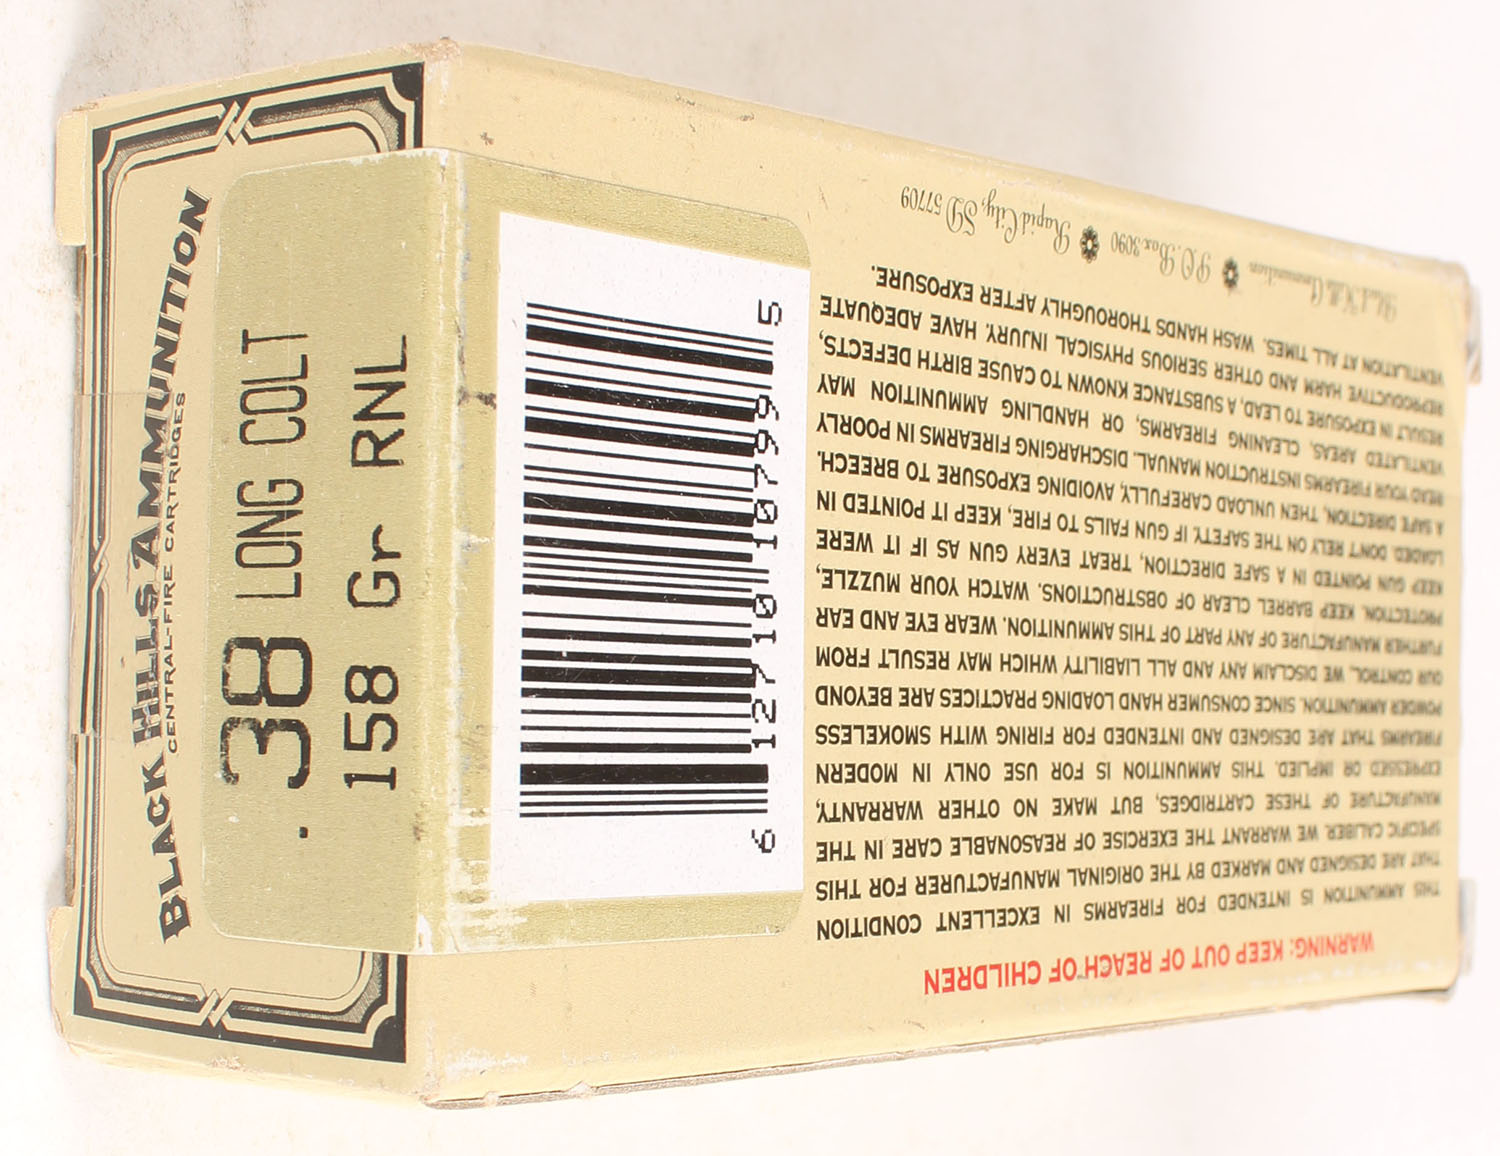 BLACK HILLS AMMUNITION
CENTRAL-FIRE CARTRIDGES
.38 LONG COLT
158 Gr RNL
6 12710 10799 5
WARNING: KEEP OUT OF REACH OF CHILDREN
THIS AMMUNITION IS INTENDED FOR FIREARMS IN EXCELLENT CONDITION
THAT ARE DESIGNED AND MARKED BY THE ORIGINAL MANUFACTURER FOR THIS
SPECIFIC CALIBER. WE WARRANT THE EXERCISE OF REASONABLE CARE IN THE
MANUFACTURE OF THESE CARTRIDGES, BUT MAKE NO OTHER WARRANTY,
EXPRESSED OR IMPLIED. THIS AMMUNITION IS FOR USE ONLY IN MODERN
FIREARMS THAT ARE DESIGNED AND INTENDED FOR FIRING WITH SMOKELESS
POWDER AMMUNITION. SINCE CONSUMER HAND LOADING PRACTICES ARE BEYOND
OUR CONTROL, WE DISCLAIM ANY AND ALL LIABILITY WHICH MAY RESULT FROM
FURTHER MANUFACTURE OF ANY PART OF THIS AMMUNITION. WEAR EYE AND EAR
PROTECTION. KEEP BARREL CLEAR OF OBSTRUCTIONS. WATCH YOUR MUZZLE,
KEEP GUN POINTED IN A SAFE DIRECTION, TREAT EVERY GUN AS IF IT WERE
LOADED. DON'T RELY ON THE SAFETY. IF GUN FAILS TO FIRE, KEEP IT POINTED IN
A SAFE DIRECTION, THEN UNLOAD CAREFULLY, AVOIDING EXPOSURE TO BREECH.
READ YOUR FIREARMS INSTRUCTION MANUAL. DISCHARGING FIREARMS IN POORLY
VENTILATED AREAS, CLEANING FIREARMS, OR HANDLING AMMUNITION MAY
RESULT IN EXPOSURE TO LEAD, A SUBSTANCE KNOWN TO CAUSE BIRTH DEFECTS,
REPRODUCTIVE HARM AND OTHER SERIOUS PHYSICAL INJURY. HAVE ADEQUATE
VENTILATION AT ALL TIMES. WASH HANDS THOROUGHLY AFTER EXPOSURE.
Black Hills Ammunition P.O. Box 3090 Rapid City, SD 57709